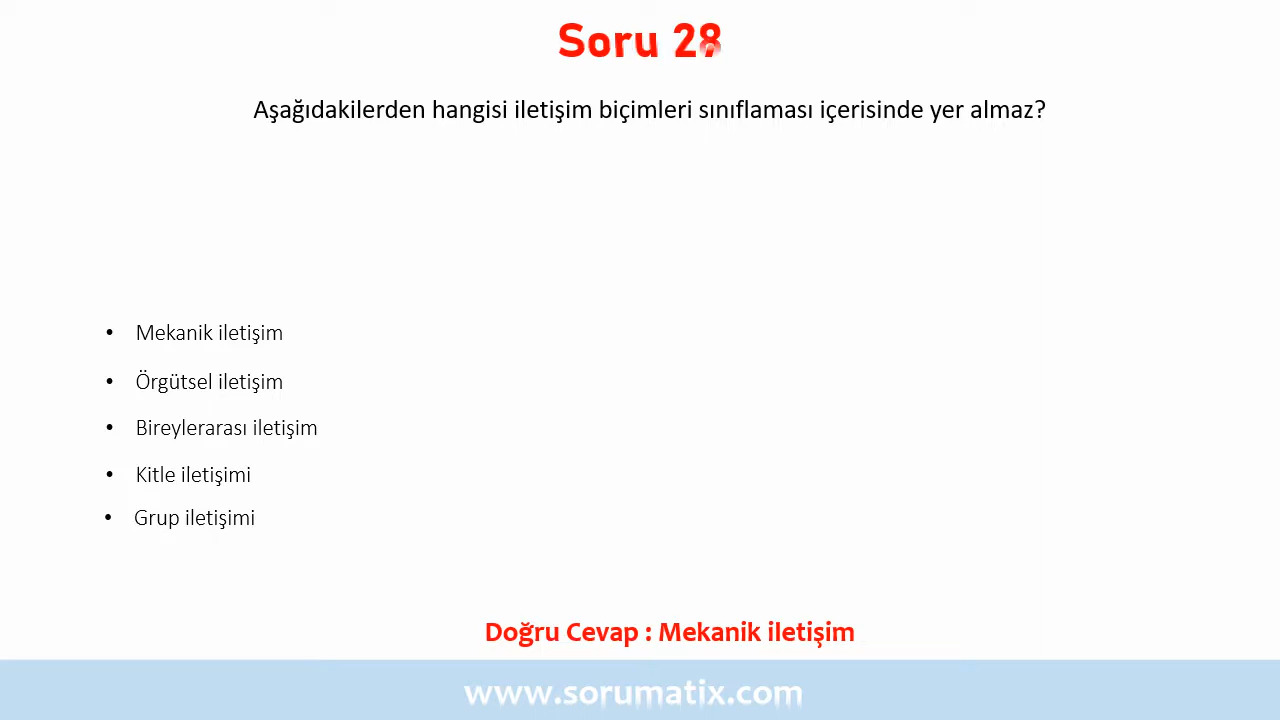 Soru 28
Aşağıdakilerden hangisi iletişim biçimleri sınıflaması içerisinde yer almaz?
• Mekanik iletişim
• Örgütsel iletişim
• Bireylerarası iletişim
• Kitle iletişimi
• Grup iletişimi
Doğru Cevap : Mekanik iletişim
www.sorumatix.com